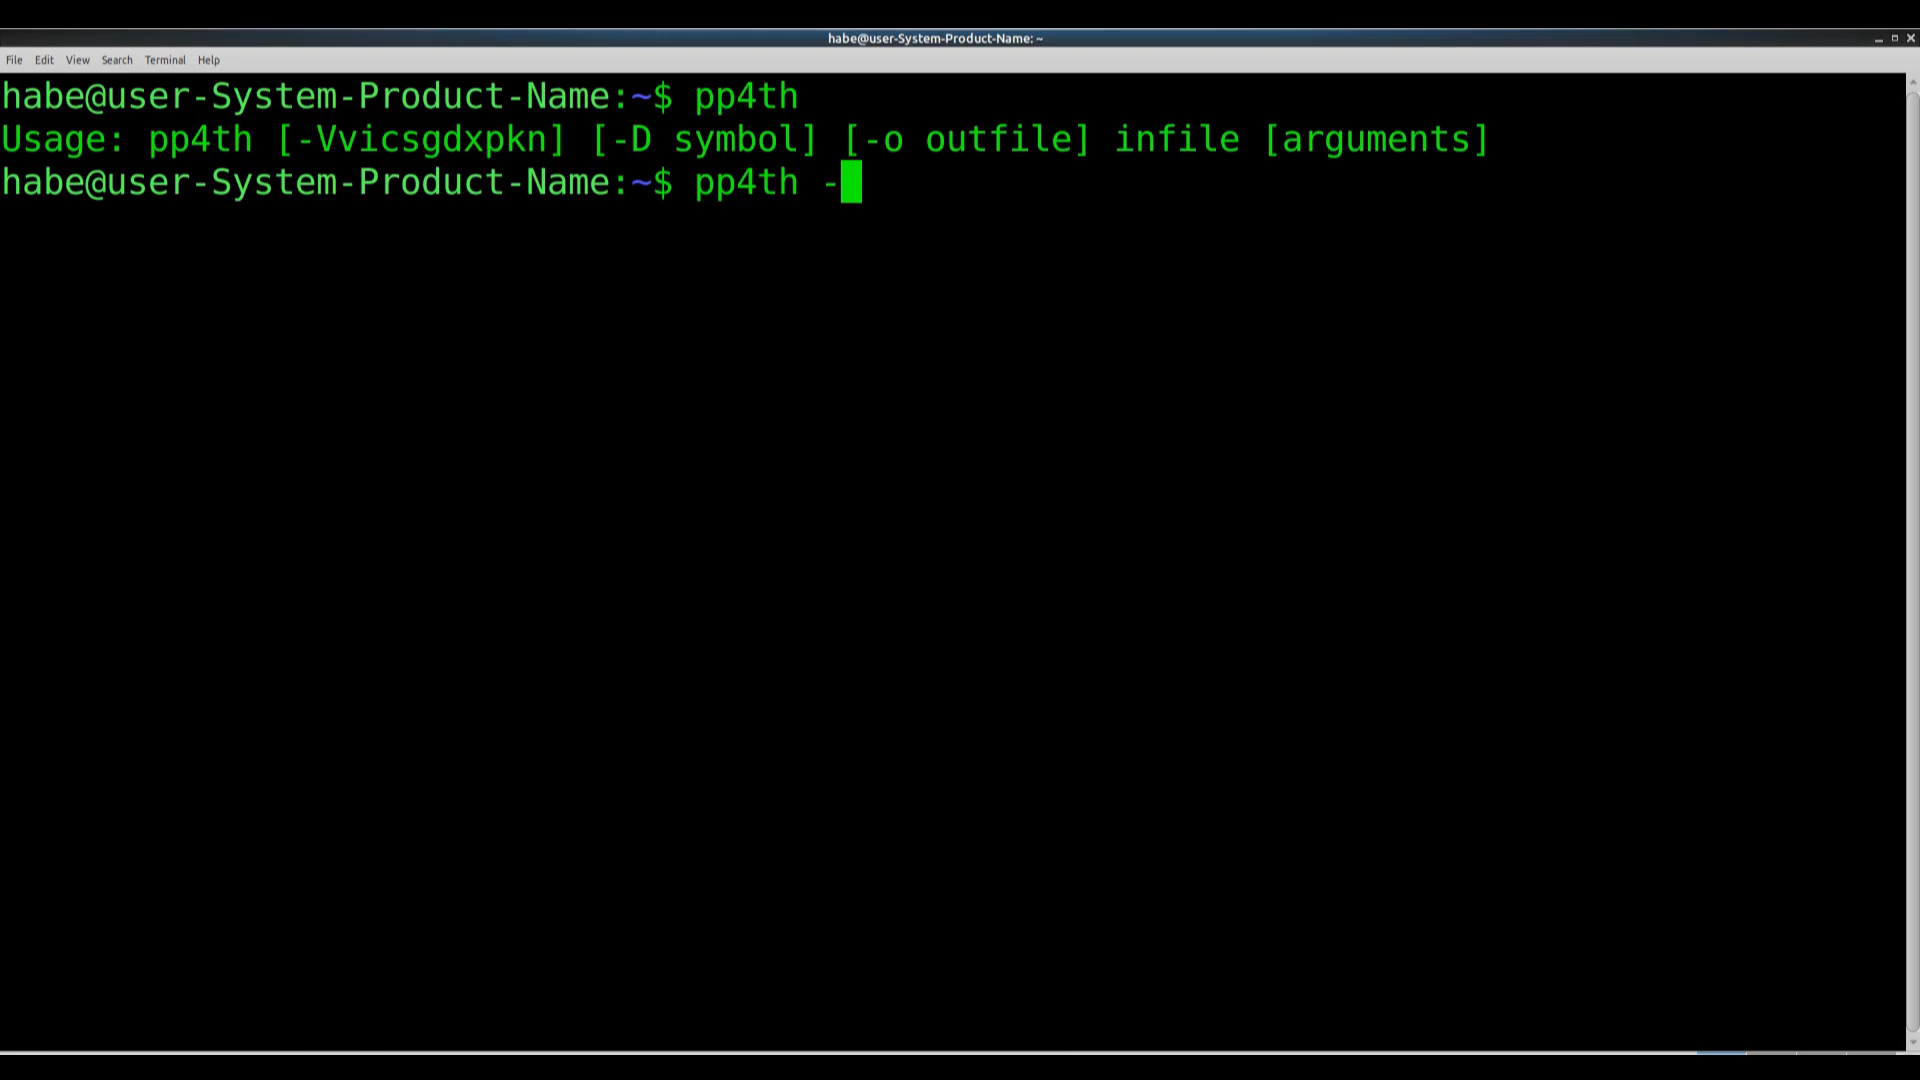 habe@user-System-Product-Name: ~
File Edit View Search Terminal Help
habe@user-System-Product-Name:~$ pp4th
Usage: pp4th [-Vvicsgdxpkn] [-D symbol] [-o outfile] infile [arguments]
habe@user-System-Product-Name:~$ pp4th -